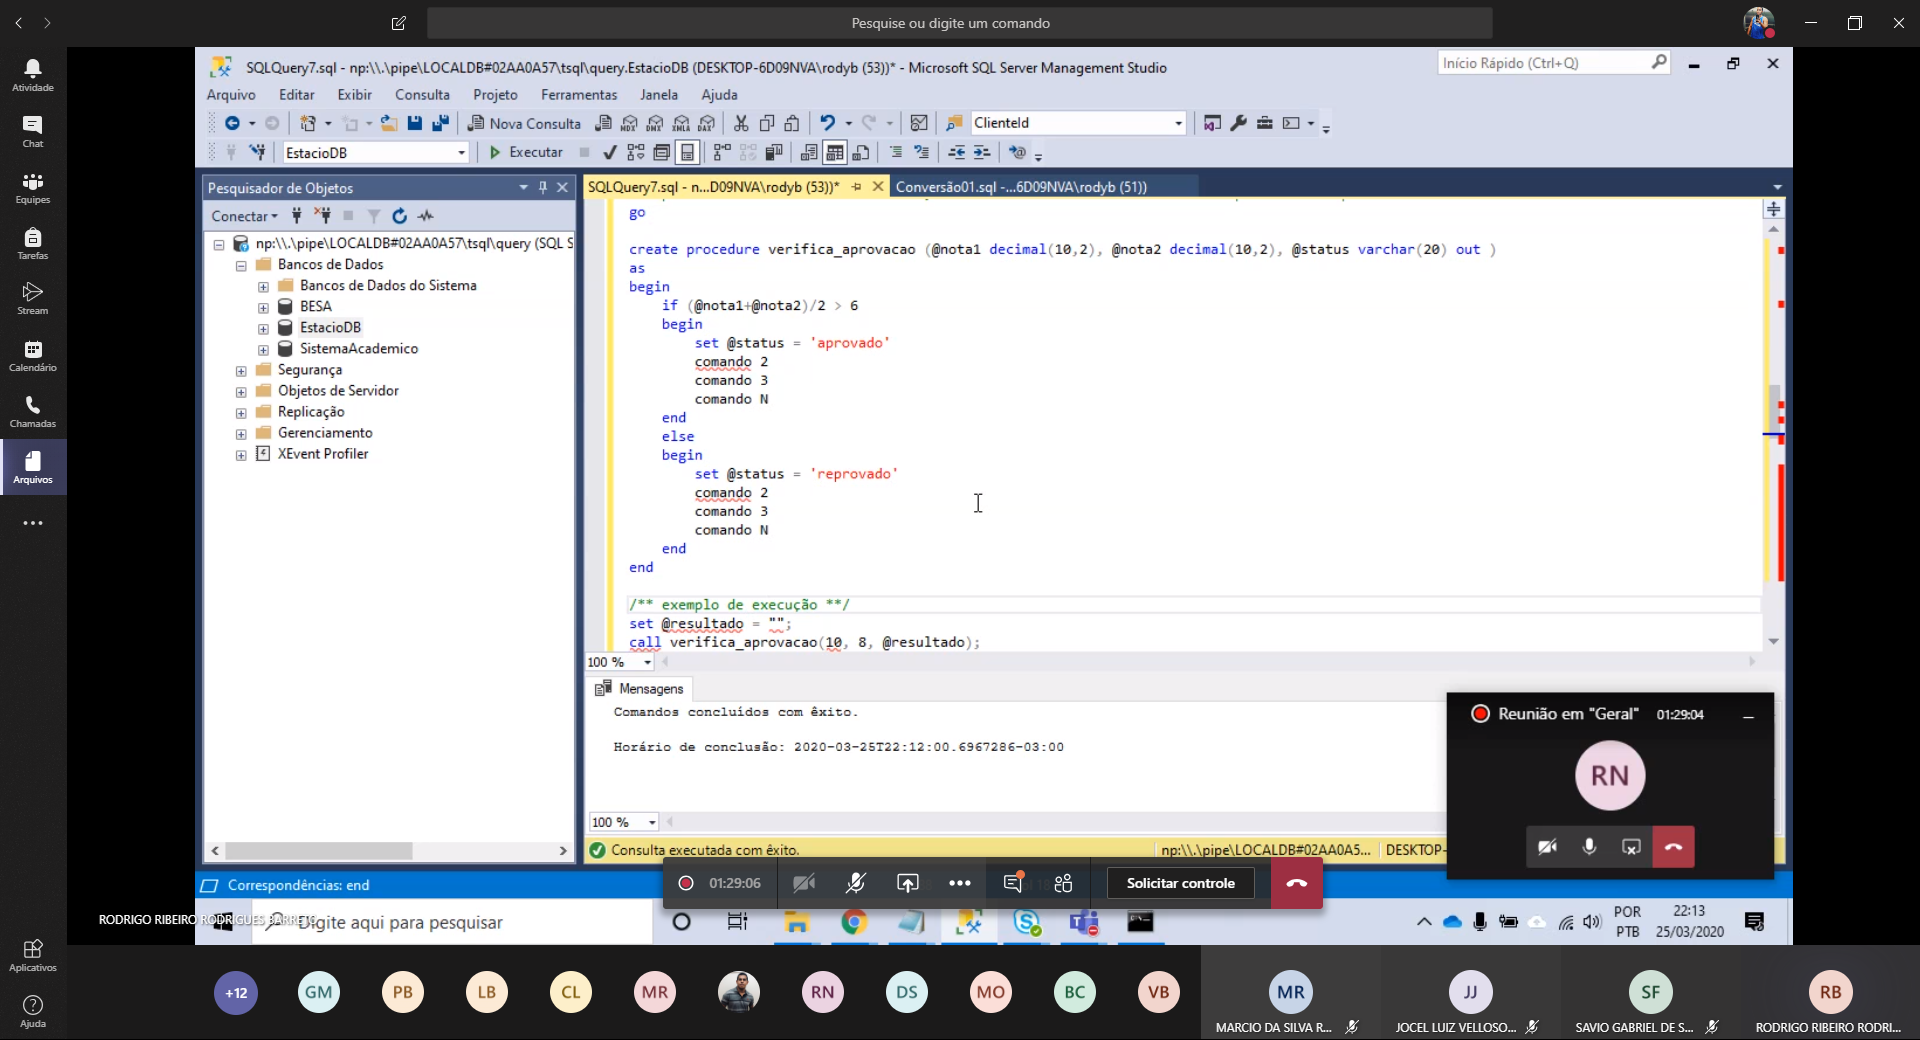 Pesquise ou digite um comando
Atividade
Chat
Equipes
Tarefas
Stream
Calendário
Chamadas
Arquivos
Aplicativos
Ajuda
SQLQuery7.sql - np:\\.\pipe\LOCALDB#02AA0A57\tsql\query.EstacioDB (DESKTOP-6D09NVA\rodyb (53))* - Microsoft SQL Server Management Studio
Início Rápido (Ctrl+Q)
Arquivo Editar Exibir Consulta Projeto Ferramentas Janela Ajuda
Nova Consulta
MDX DMX XMLA DAX
ClienteId
EstacioDB
Executar
Pesquisador de Objetos
Conectar
np:\\.\pipe\LOCALDB#02AA0A57\tsql\query (SQL S
Bancos de Dados
Bancos de Dados do Sistema
BESA
EstacioDB
SistemaAcademico
Segurança
Objetos de Servidor
Replicação
Gerenciamento
XEvent Profiler
SQLQuery7.sql - n...D09NVA\rodyb (53))*
Conversão01.sql -...6D09NVA\rodyb (51))
go
create procedure verifica_aprovacao (@nota1 decimal(10,2), @nota2 decimal(10,2), @status varchar(20) out )
as
begin
if (@nota1+@nota2)/2 > 6
begin
set @status = 'aprovado'
comando 2
comando 3
comando N
end
else
begin
set @status = 'reprovado'
comando 2
comando 3
comando N
end
end
/** exemplo de execução **/
set @resultado = "";
call verifica_aprovacao(10, 8, @resultado);
100 %
Mensagens
Comandos concluídos com êxito.
Horário de conclusão: 2020-03-25T22:12:00.6967286-03:00
100 %
Consulta executada com êxito.
np:\\.\pipe\LOCALDB#02AA0A5...
DESKTOP-
Reunião em "Geral" 01:29:04
RN
Correspondências: end
01:29:06
Solicitar controle
RODRIGO RIBEIRO RODRIGUES BARRETO
Digite aqui para pesquisar
POR
PTB
22:13
25/03/2020
+12
GM
PB
LB
CL
MR
RN
DS
MO
BC
VB
MR
MARCIO DA SILVA R...
JJ
JOCEL LUIZ VELLOSO...
SF
SAVIO GABRIEL DE S...
RB
RODRIGO RIBEIRO RODRI...